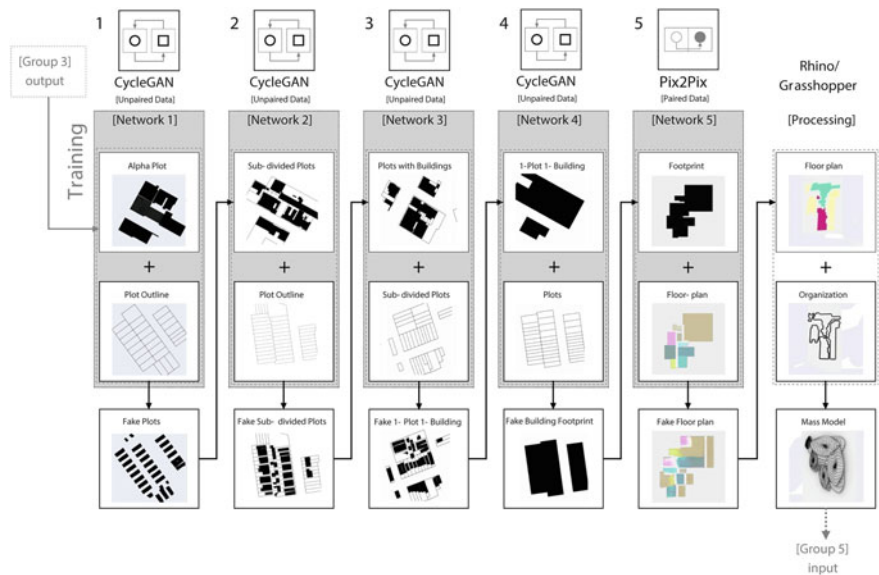 1
2
3
4
5
[Group 3]
output
CycleGAN
[Unpaired Data]
CycleGAN
[Unpaired Data]
CycleGAN
[Unpaired Data]
CycleGAN
[Unpaired Data]
Pix2Pix
[Paired Data]
Rhino/
Grasshopper
Training
[Network 1]
[Network 2]
[Network 3]
[Network 4]
[Network 5]
[Processing]
Alpha Plot
Sub- divided Plots
Plots with Buildings
1-Plot 1- Building
Footprint
Floor plan
+
+
+
+
+
+
Plot Outline
Plot Outline
Sub- divided Plots
Plots
Floor- plan
Organization
Fake Plots
Fake Sub- divided Plots
Fake 1- Plot 1- Building
Fake Building Footprint
Fake Floor plan
Mass Model
[Group 5]
input